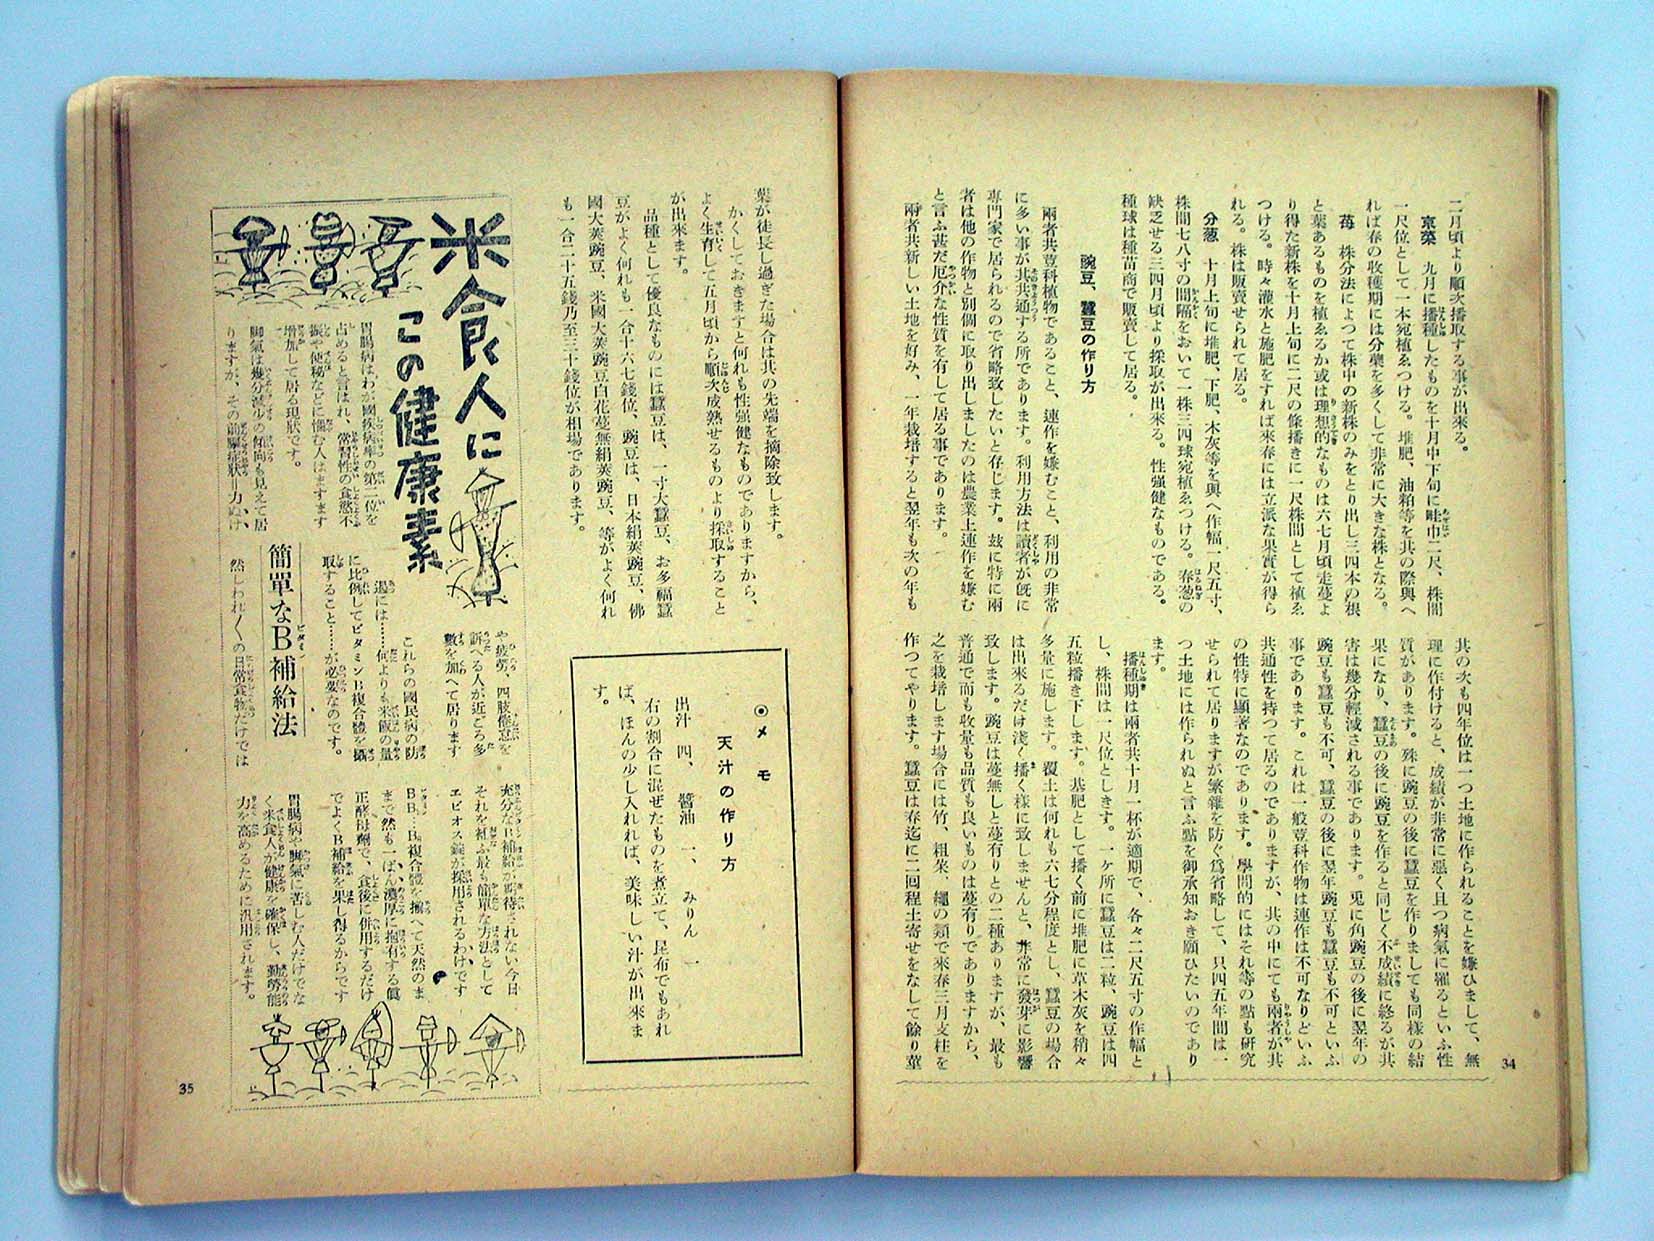 二月頃より順次播取する事が出來る。
京菜　九月に播種したものを十月中下旬に畦巾二尺、株間
一尺位として一本宛植ゑつける。堆肥、油粕等を其の際與へ
れば春の收穫期には分蘖を多くして非常に大きな株となる。
苺　株分法によつて株中の新株のみをとり出し三四本の根
と葉あるものを植ゑるか或は理想的なものは六七月頃走蔓よ
り得た新株を十月上旬に二尺の條播きに一尺株間として植ゑ
つける。時々灌水と施肥をすれば來春には立派な果實が得ら
れる。株は販賣せられて居る。
分葱　十月上旬に堆肥、下肥、木灰等を與へ作幅一尺五寸、
株間七八寸の間隔をおいて一株三四球宛植ゑつける。春葱の
缺乏せる三四月頃より採取が出來る。性强健なものである。
種球は種苗商で販賣して居る。
豌豆、蠶豆の作り方
兩者共荳科植物であること、連作を嫌むこと、利用の非常
に多い事が其共通する所であります。利用方法は讀者が既に
專門家で居られるので省略致したいと存じます。玆に特に兩
者は他の作物と別個に取り出しましたのは農業上連作を嫌む
と言ふ甚だ厄介な性質を有して居る事であります。
兩者共新しい土地を好み、一年栽培すると翌年も次の年も
其の次も四年位は一つ土地に作られることを嫌ひまして、無
理に作付けると、成績が非常に惡く且つ病氣に罹るといふ性
質があります。殊に豌豆の後に蠶豆を作りましても同樣の結
果になり、蠶豆の後に豌豆を作ると同じく不成績に終るが共
害は幾分輕減される事であります。兎に角豌豆の後に翌年の
豌豆も蠶豆も不可、蠶豆の後に翌年豌豆も蠶豆も不可といふ
事であります。これは一般荳科作物は連作は不可なりといふ
共通性を持つて居るのでありますが、其の中にても兩者が共
の性特に顯著なのであります。學問的にはそれ等の點も硏究
せられて居りますが繁雜を防ぐ爲省略して、只四五年間は一
つ土地には作られぬと言ふ點を御承知おき願ひたいのであり
ます。
播種期は兩者共十月一杯が適期で、各々二尺五寸の作幅と
し、株間は一尺位とします。一ケ所に蠶豆は二粒、豌豆は四
五粒播き下します。基肥として播く前に堆肥に草木灰を稍々
多量に施します。覆土は何れも六七分程度とし、蠶豆の場合
は出來るだけ淺く播く樣に致しませんと、非常に發芽に影響
致します。豌豆は蔓無しと蔓有りとの二種ありますが、最も
普通で而も收量も品質も良いものは蔓有りでありますから、
之を栽培します場合には竹、粗朶、繩の類で來春三月支柱を
作つてやります。蠶豆は春迄に二回程土寄せをなして餘り莖
34
葉が徒長し過ぎた場合は其の先端を摘除致します。
かくしておきますと何れも性强健なものでありますから、
よく生育して五月頃から順次成熟せるものより採取すること
が出來ます。
品種として優良なものには蠶豆は、一寸大蠶豆、お多福蠶
豆がよく何れも一合十六七錢位、豌豆は、日本絹莢豌豆、佛
國大莢豌豆、米國大莢豌豆白花蔓無絹莢豌豆、等がよく何れ
も一合二十五錢乃至三十錢位が相場であります。
◎メモ
天汁の作り方
出汁　四、　醬油　一、　みりん　一
右の割合に混ぜたものを煮立て、昆布でもあれ
ば、ほんの少し入れれば、美味しい汁が出來ま
す。
米食人に
この健康素
胃腸病はわが國疾病率の第二位を
占めると言はれ、常習性の食慾不
振や便秘などに惱む人はますます
增加して居る現狀です。
脚氣は幾分減少の傾向も見えて居
りますが、その前驅症狀＝力ぬけ
や疲勞、四肢倦怠を
訴へる人が近ごろ多
數を加へて居ります
これらの國民病の防
遏には……何よりも米飯の量
に比例してビタミンB複合體を攝
取すること……が必要なのです。
簡單なB補給法
然しわれ〳〵の日常食物だけでは
充分なB補給が期待されない今日
それを補ふ最も簡單な方法として
エビオス錠が採用されるわけです
BB…B複合體を、揃へて天然のま
まで然も一ばん濃厚に抱有する眞
正酵母劑で、食後に併用するだけ
でよくB補給を果し得るからです
胃腸病や脚氣に苦しむ人だけでな
く米食人が健康を確保し、勤勞能
力を高めるために汎用されます。
35